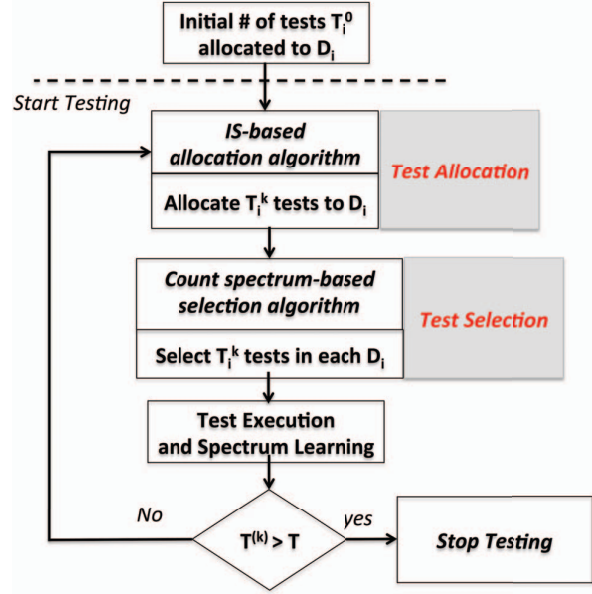 Initial # of tests T_i^0
allocated to D_i
Start Testing
IS-based
allocation algorithm
Test Allocation
Allocate T_i^k tests to D_i
Count spectrum-based
selection algorithm
Test Selection
Select T_i^k tests in each D_i
Test Execution
and Spectrum Learning
No
T^(k) > T
yes
Stop Testing